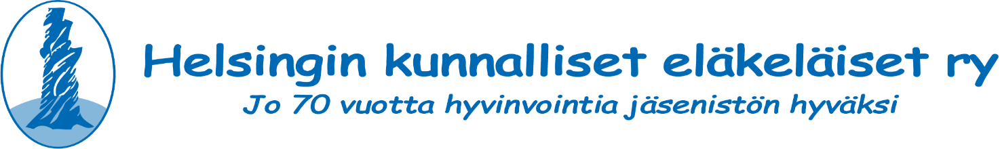 Helsingin kunnalliset eläkeläiset ry
Jo 70 vuotta hyvinvointia jäsenistön hyväksi